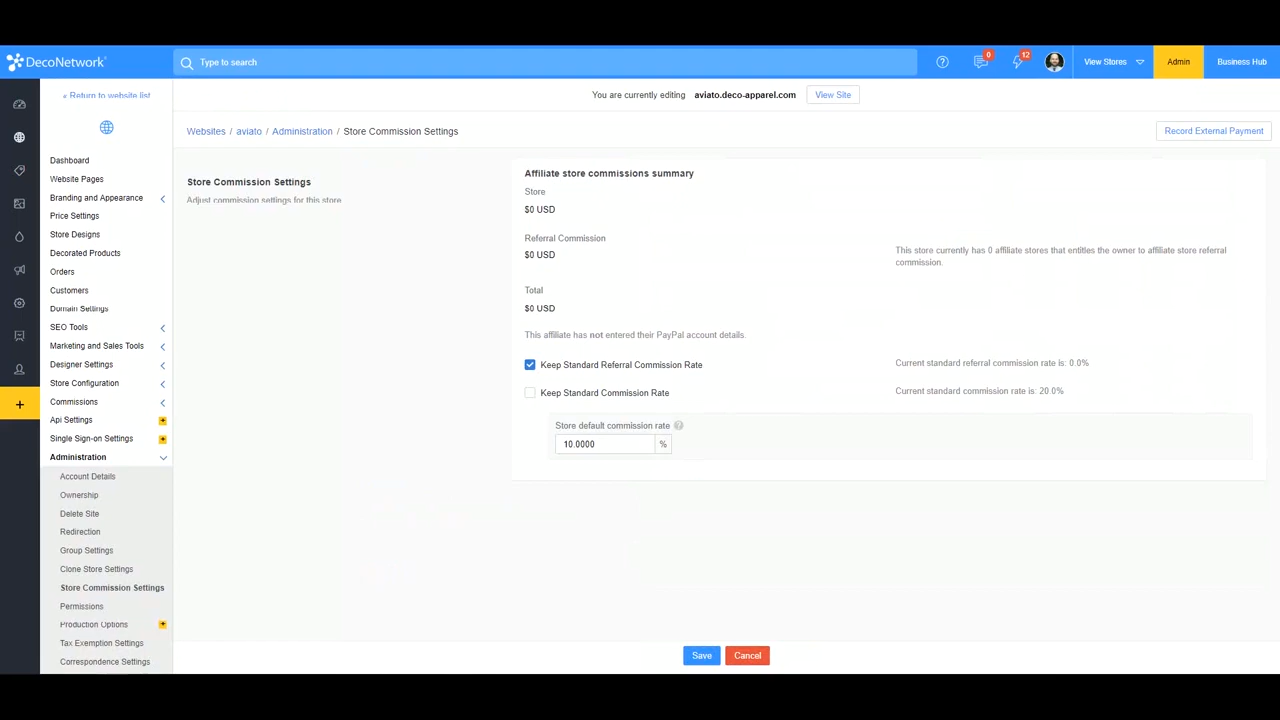 DecoNetwork
Type to search
0
12
View Stores
Admin
Business Hub
« Return to website list
You are currently editing aviato.deco-apparel.com View Site
Websites / aviato / Administration / Store Commission Settings
Record External Payment
Dashboard
Website Pages
Branding and Appearance
Price Settings
Store Designs
Decorated Products
Orders
Customers
Domain Settings
SEO Tools
Marketing and Sales Tools
Designer Settings
Store Configuration
Commissions
Api Settings
Single Sign-on Settings
Administration
Account Details
Ownership
Delete Site
Redirection
Group Settings
Clone Store Settings
Store Commission Settings
Permissions
Production Options
Tax Exemption Settings
Correspondence Settings
Store Commission Settings
Adjust commission settings for this store
Affiliate store commissions summary
Store
$0 USD
Referral Commission
$0 USD
This store currently has 0 affiliate stores that entitles the owner to affiliate store referral
commission.
Total
$0 USD
This affiliate has not entered their PayPal account details.
Keep Standard Referral Commission Rate
Current standard referral commission rate is: 0.0%
Keep Standard Commission Rate
Current standard commission rate is: 20.0%
Store default commission rate ?
10.0000 %
Save
Cancel